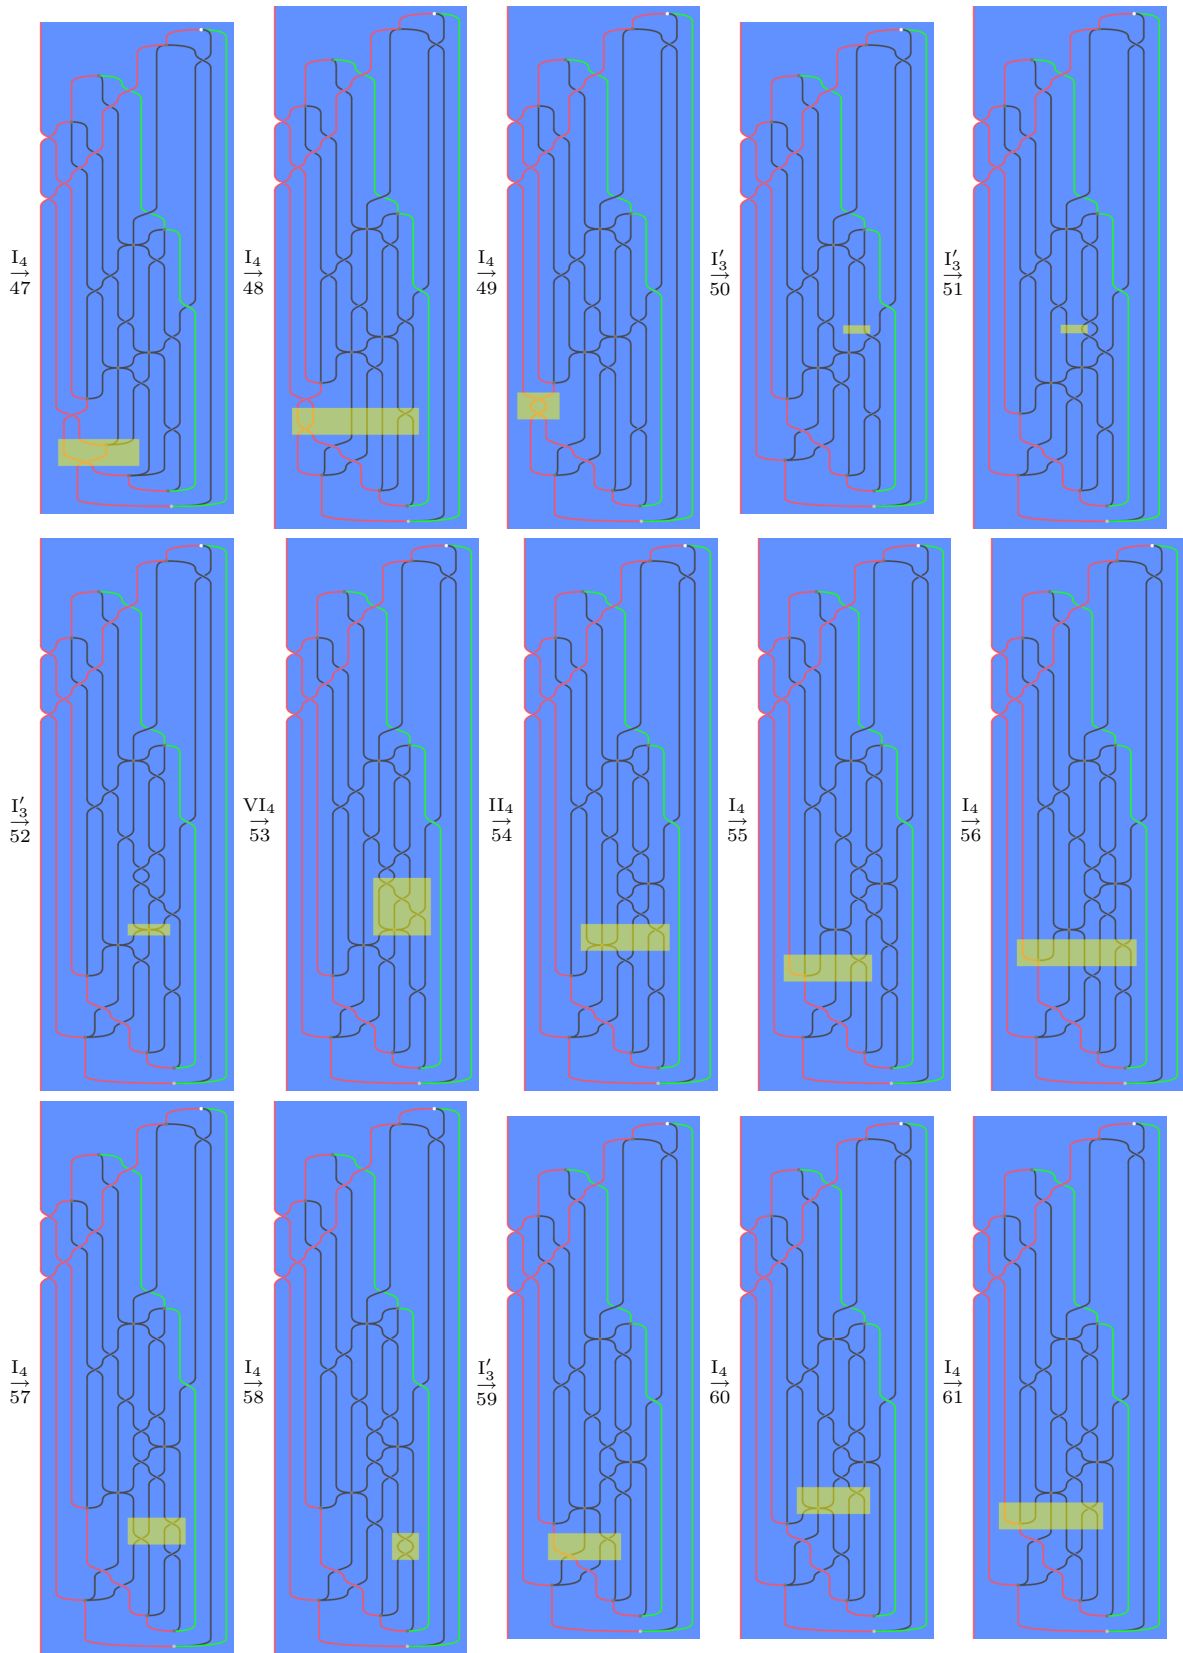 I₄ → 47
I₄ → 48
I₄ → 49
I′₃ → 50
I′₃ → 51
I′₃ → 52
VI₄ → 53
II₄ → 54
I₄ → 55
I₄ → 56
I₄ → 57
I₄ → 58
I′₃ → 59
I₄ → 60
I₄ → 61